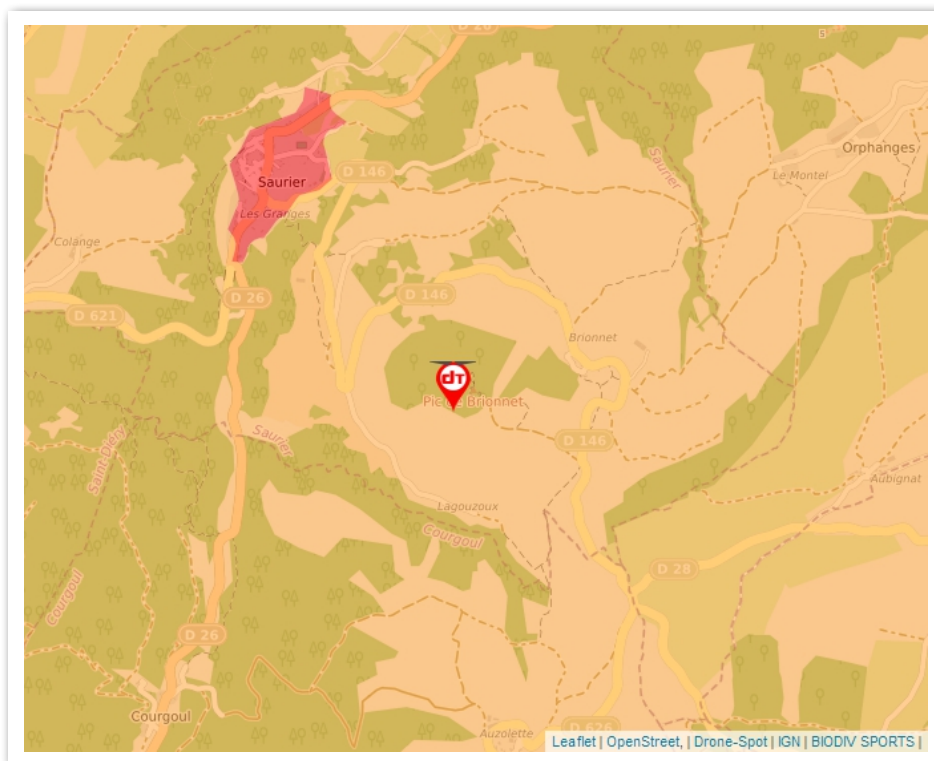 D 26
s
Orphanges
Saurier
Le Montel
D 146
Saurier
Les Granges
Colange
D 146
D 26
D 621
Brionnet
dT
Pic de Brionnet
Saint-Diéry
Saurier
D 146
Aubignat
Lagouzoux
Courgoul
D 28
Courgoul
D 26
Courgoul
Auzolette
D 626
Leaflet | OpenStreet, | Drone-Spot | IGN | BIODIV SPORTS |